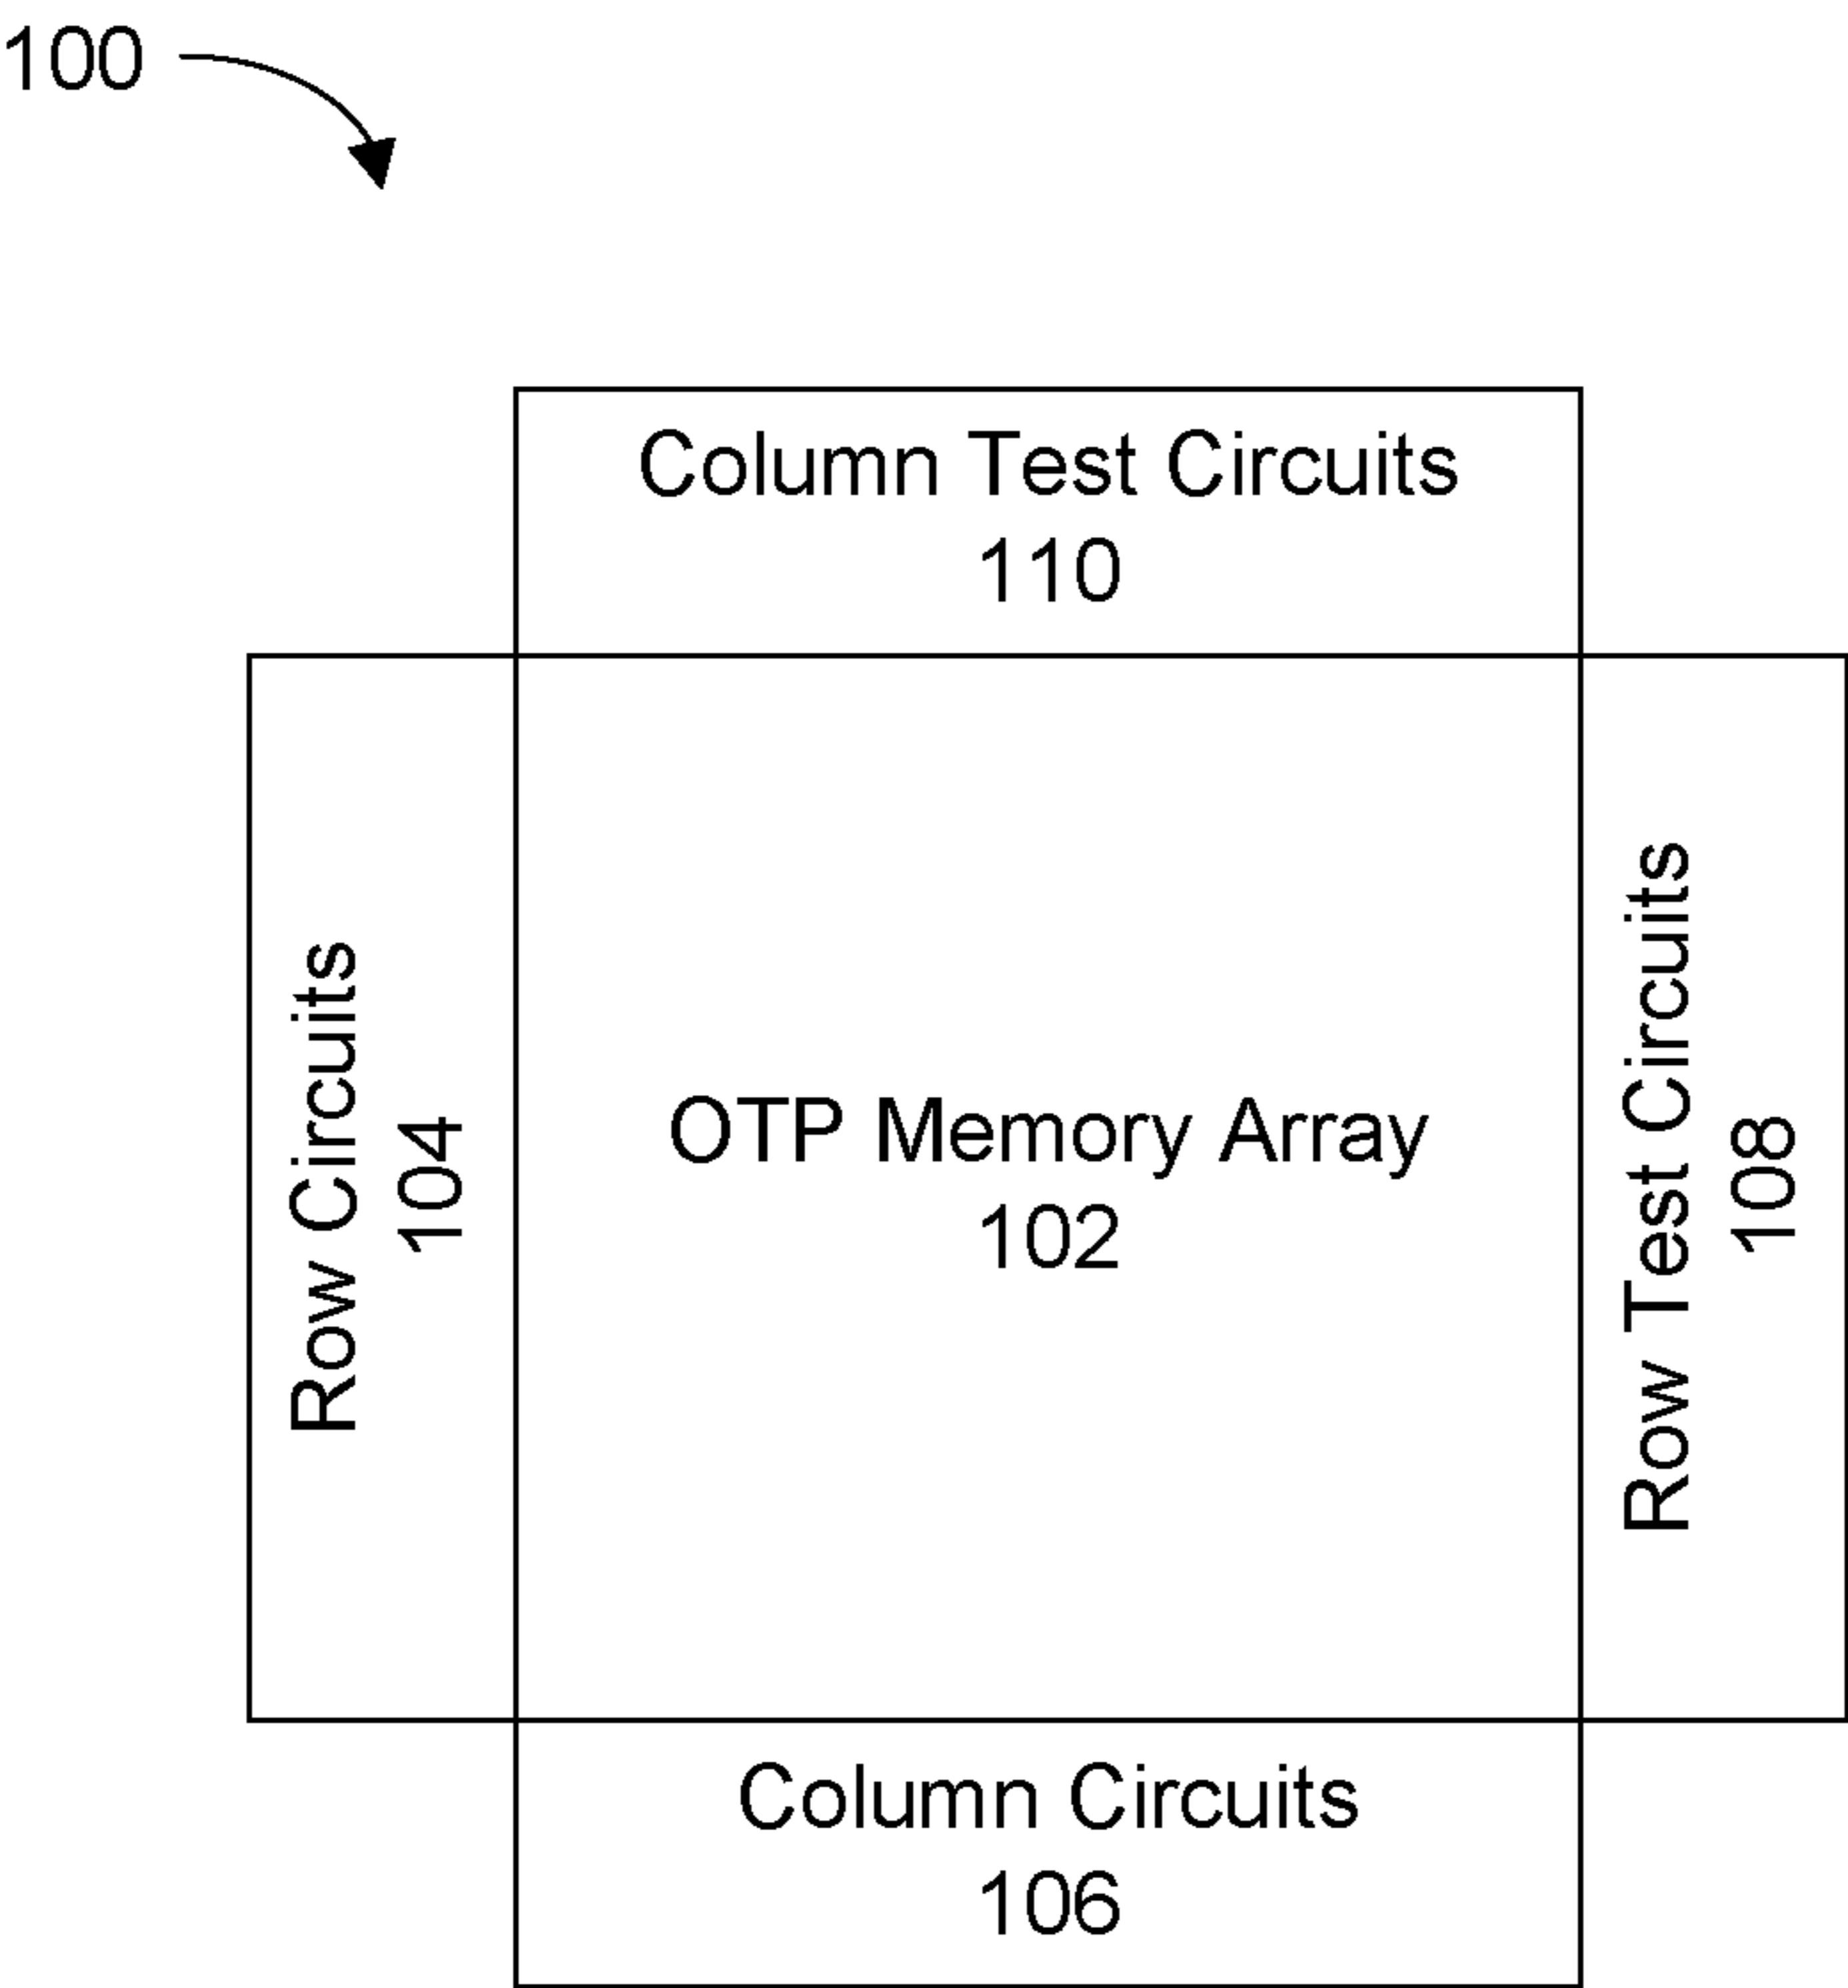 100
Column Test Circuits
110
Row Circuits
104
OTP Memory Array
102
Row Test Circuits
108
Column Circuits
106